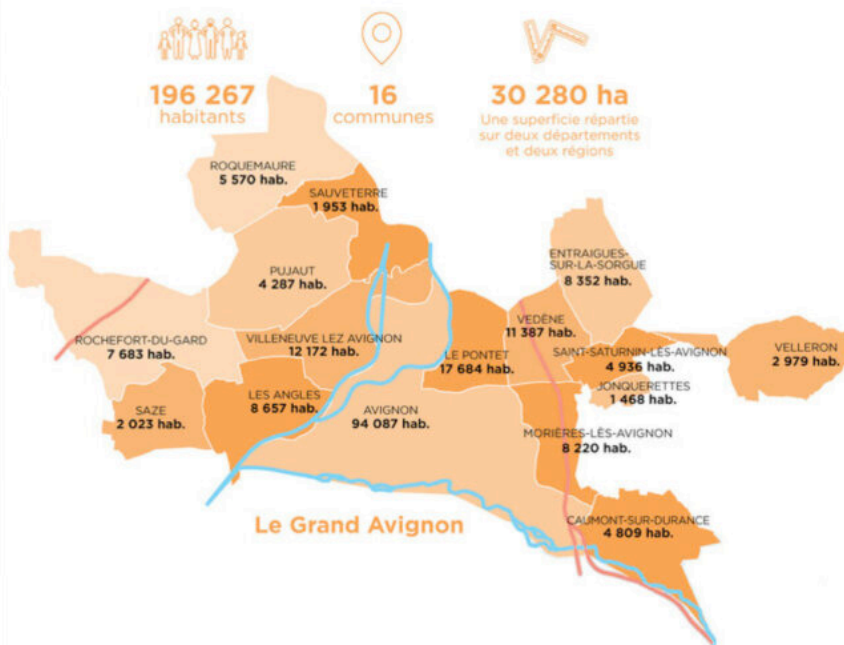 196 267
habitants
16
communes
30 280 ha
Une superficie répartie
sur deux départements
et deux régions
ROQUEMAURE
5 570 hab.
SAUVETERRE
1 953 hab.
ENTRAIGUES-
SUR-LA-SORGUE
8 352 hab.
PUJAUT
4 287 hab.
VEDÈNE
11 387 hab.
ROCHEFORT-DU-GARD
7 683 hab.
VILLENEUVE LEZ AVIGNON
12 172 hab.
LE PONTET
17 684 hab.
SAINT-SATURNIN-LÈS-AVIGNON
4 936 hab.
VELLERON
2 979 hab.
JONQUERETTES
1 468 hab.
LES ANGLES
8 657 hab.
SAZE
2 023 hab.
AVIGNON
94 087 hab.
MORIÈRES-LÈS-AVIGNON
8 220 hab.
Le Grand Avignon
CAUMONT-SUR-DURANCE
4 809 hab.